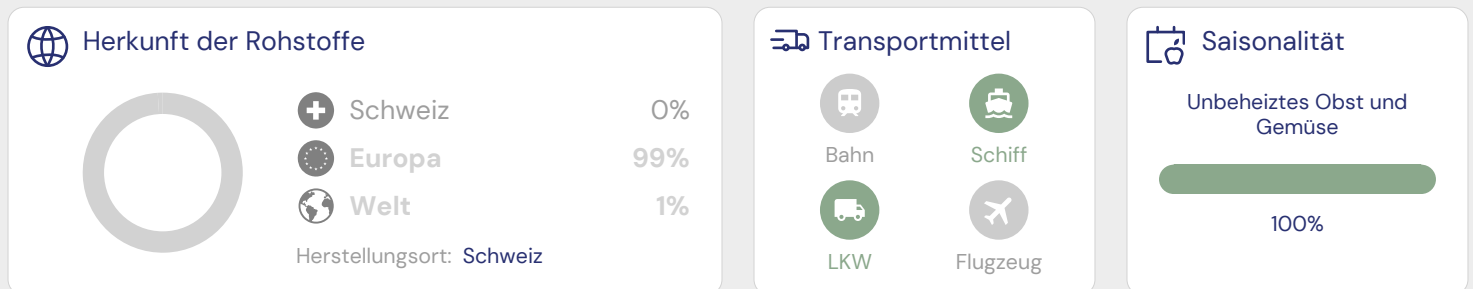 Herkunft der Rohstoffe
Schweiz 0%
Europa 99%
Welt 1%
Herstellungsort: Schweiz
Transportmittel
Bahn Schiff
LKW Flugzeug
Saisonalität
Unbeheiztes Obst und
Gemüse
100%